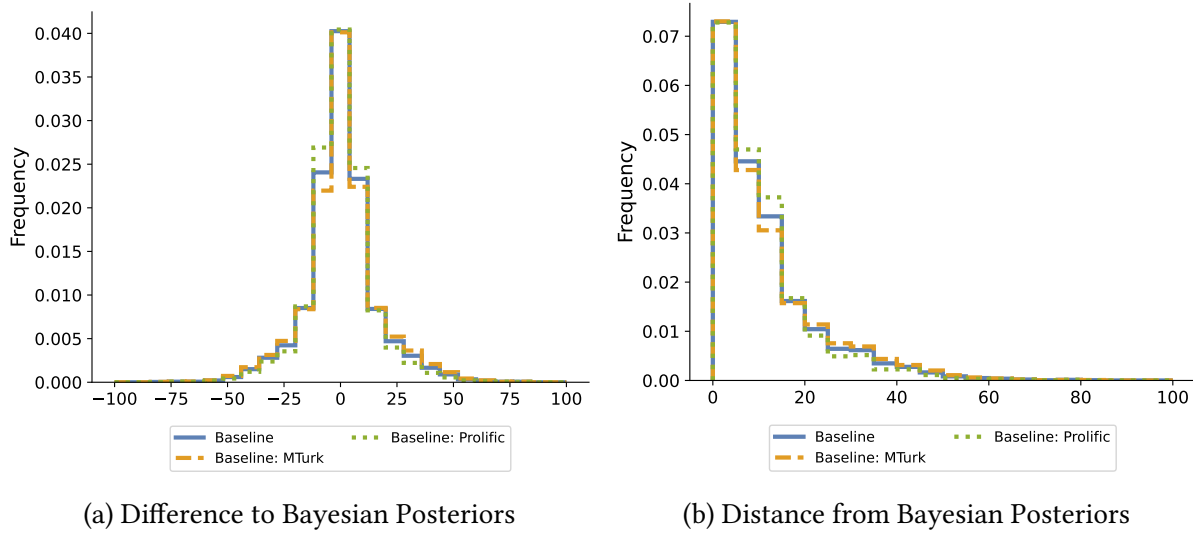 0.040
0.035
0.030
0.025
0.020
0.015
0.010
0.005
0.000
Frequency
−100 −75 −50 −25 0 25 50 75 100
Baseline
Baseline: MTurk
Baseline: Prolific
(a) Difference to Bayesian Posteriors
0.07
0.06
0.05
0.04
0.03
0.02
0.01
0.00
Frequency
0 20 40 60 80 100
Baseline
Baseline: MTurk
Baseline: Prolific
(b) Distance from Bayesian Posteriors